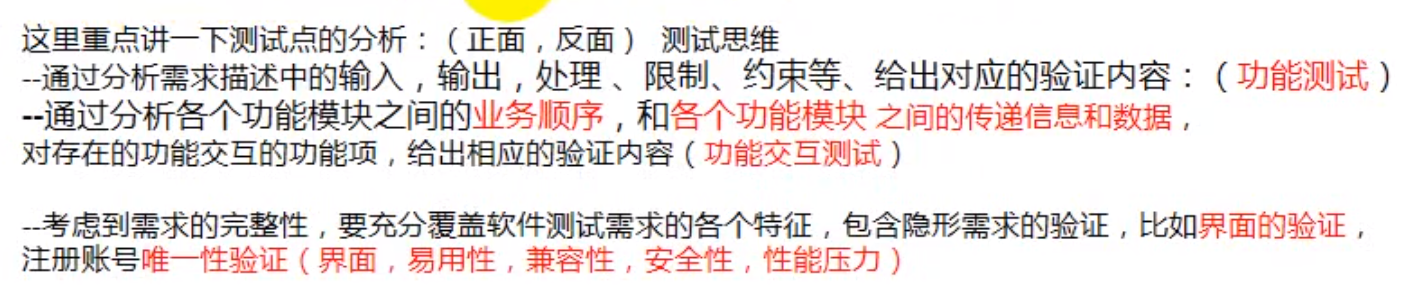 这里重点讲一下测试点的分析：（正面，反面） 测试思维
--通过分析需求描述中的输入，输出，处理 、限制、约束等、给出对应的验证内容：（功能测试）
--通过分析各个功能模块之间的业务顺序，和各个功能模块 之间的传递信息和数据，
对存在的功能交互的功能项，给出相应的验证内容（功能交互测试）
--考虑到需求的完整性，要充分覆盖软件测试需求的各个特征，包含隐形需求的验证，比如界面的验证，
注册账号唯一性验证（界面，易用性，兼容性，安全性，性能压力）